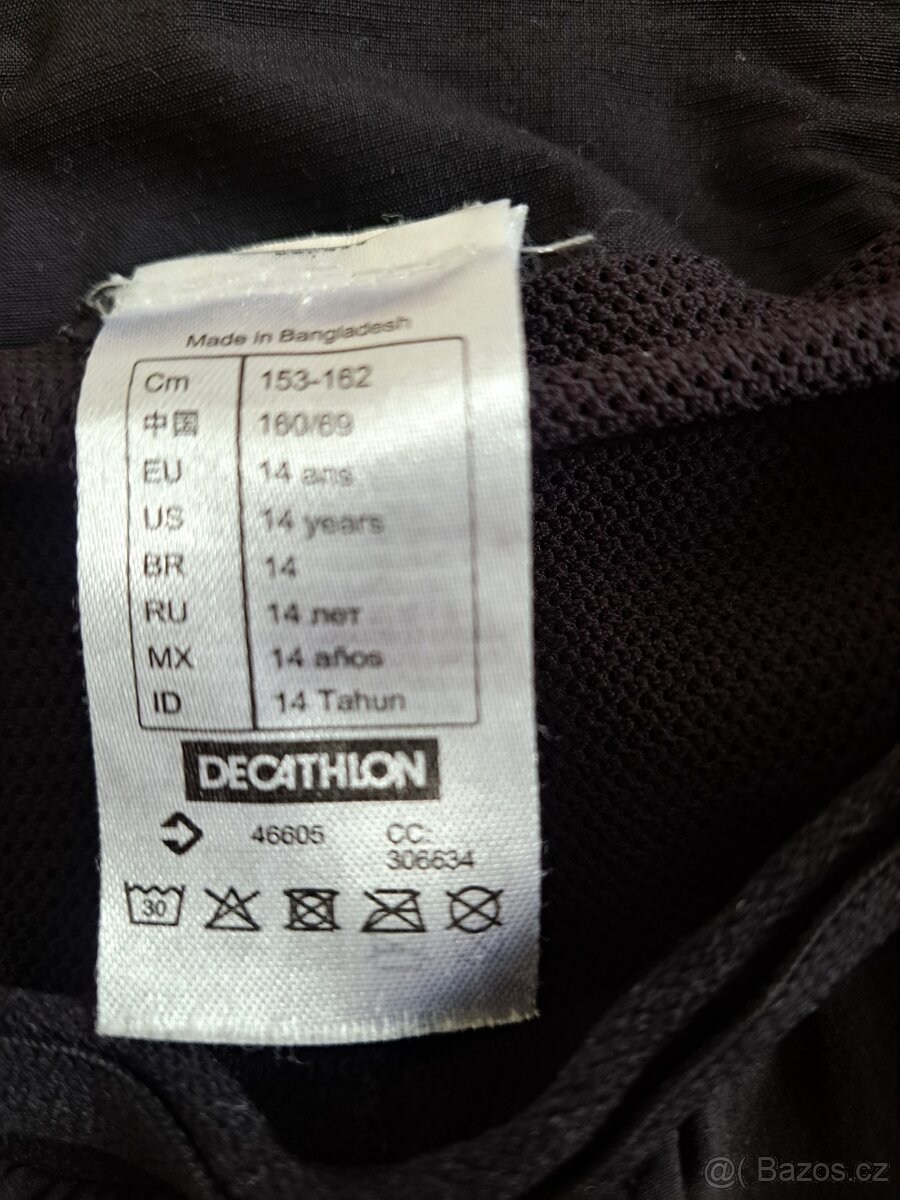 Made in Bangladesh
Cm 153-162
中国 160/69
EU 14 ans
US 14 years
BR 14
RU 14 лет
MX 14 años
ID 14 Tahun
DECATHLON
46605 CC:
306634
30
@( Bazos.cz